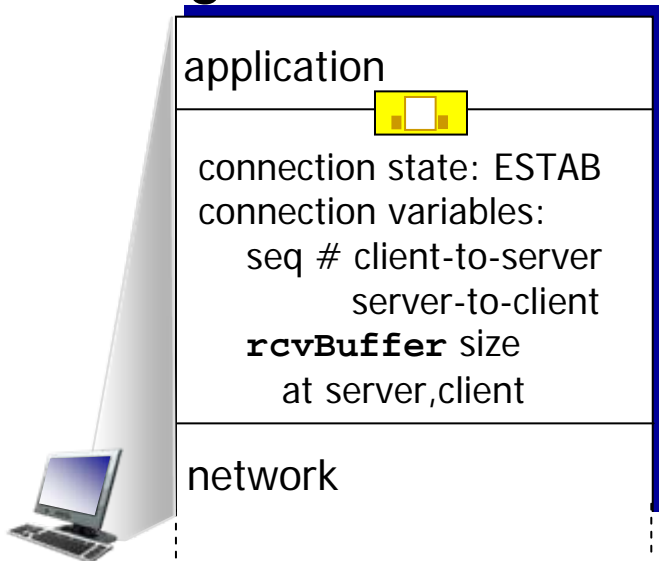 application
connection state: ESTAB
connection variables:
seq # client-to-server
server-to-client
rcvBuffer size
at server,client
network